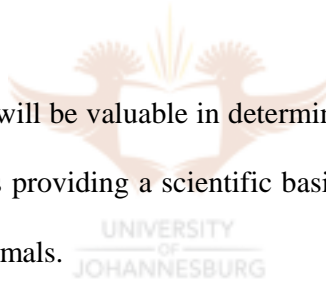 will be valuable in determin
s providing a scientific basi
UNIVERSITY
OF
JOHANNESBURG
mals.